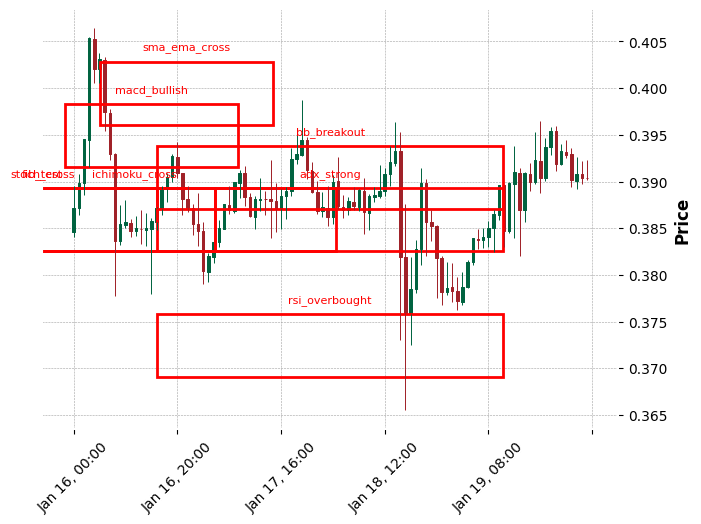 sma_ema_cross
macd_bullish
bb_breakout
ichimoku_cross
adx_strong
rsi_overbought
0.405
0.400
0.395
0.390
0.385
0.380
0.375
0.370
0.365
Price
Jan 16, 00:00
Jan 16, 20:00
Jan 17, 16:00
Jan 18, 12:00
Jan 19, 08:00